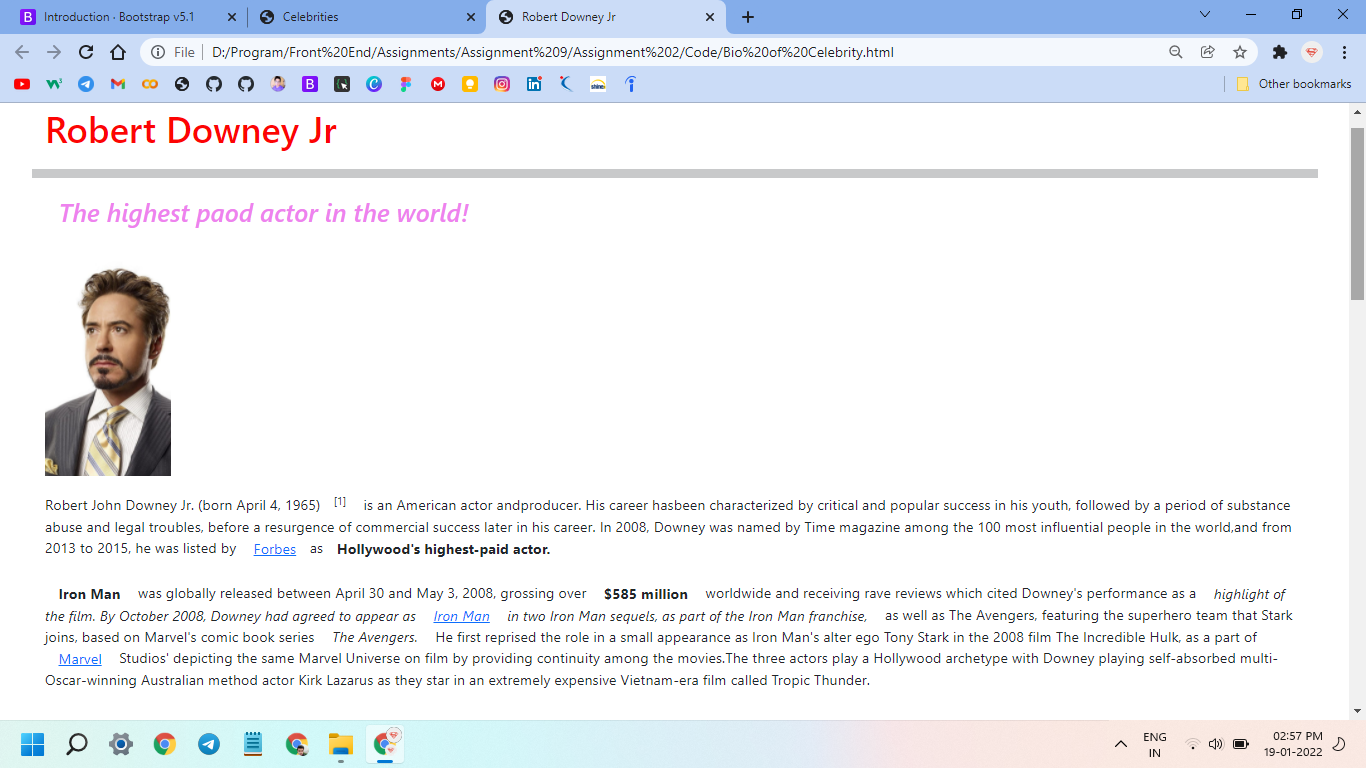 Introduction · Bootstrap v5.1
Celebrities
Robert Downey Jr
File
D:/Program/Front%20End/Assignments/Assignment%209/Assignment%202/Code/Bio%20of%20Celebrity.html
Other bookmarks
Robert Downey Jr
The highest paod actor in the world!
Robert John Downey Jr. (born April 4, 1965) [1] is an American actor andproducer. His career hasbeen characterized by critical and popular success in his youth, followed by a period of substance
abuse and legal troubles, before a resurgence of commercial success later in his career. In 2008, Downey was named by Time magazine among the 100 most influential people in the world,and from
2013 to 2015, he was listed by Forbes as Hollywood's highest-paid actor.
Iron Man was globally released between April 30 and May 3, 2008, grossing over $585 million worldwide and receiving rave reviews which cited Downey's performance as a highlight of
the film. By October 2008, Downey had agreed to appear as Iron Man in two Iron Man sequels, as part of the Iron Man franchise, as well as The Avengers, featuring the superhero team that Stark
joins, based on Marvel's comic book series The Avengers. He first reprised the role in a small appearance as Iron Man's alter ego Tony Stark in the 2008 film The Incredible Hulk, as a part of
Marvel Studios' depicting the same Marvel Universe on film by providing continuity among the movies.The three actors play a Hollywood archetype with Downey playing self-absorbed multi-
Oscar-winning Australian method actor Kirk Lazarus as they star in an extremely expensive Vietnam-era film called Tropic Thunder.
ENG
IN
02:57 PM
19-01-2022